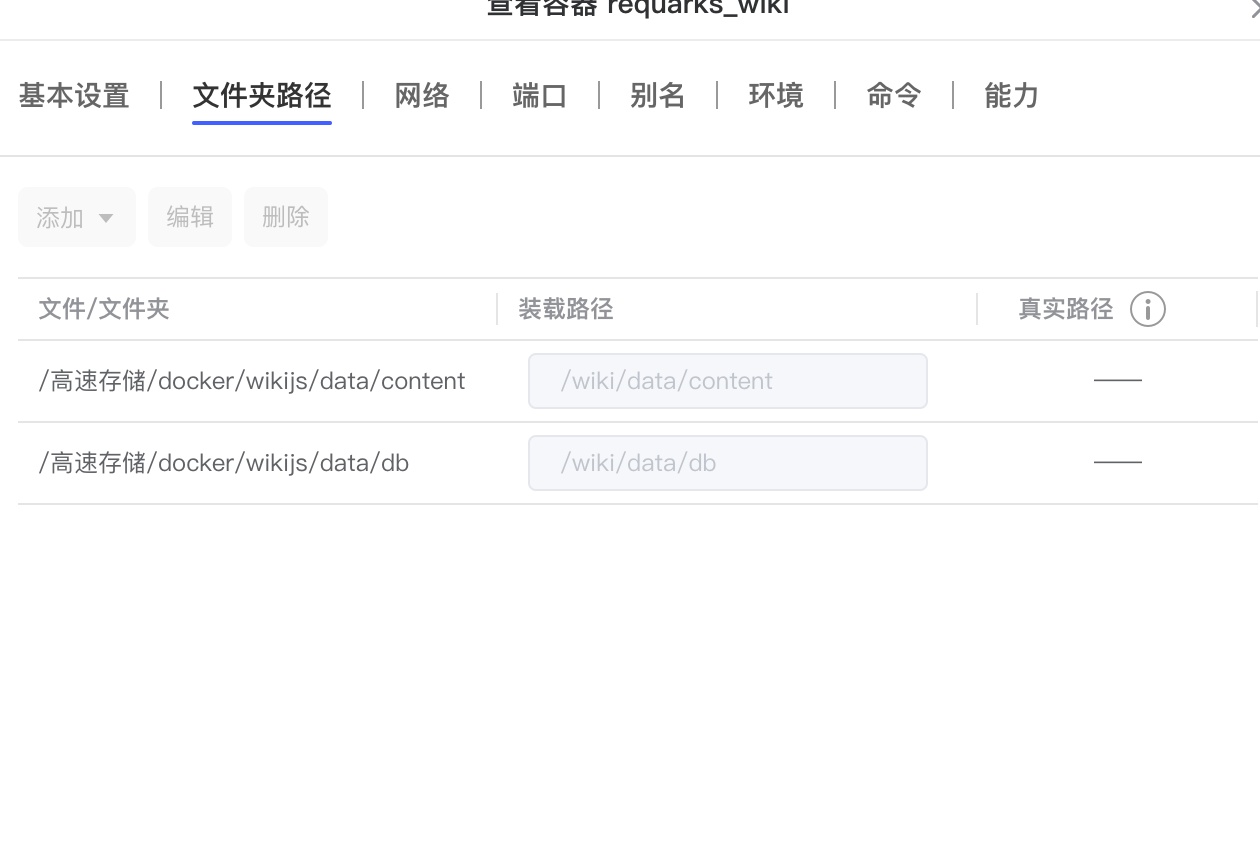 查看容器 requarks_wiki
基本设置 | 文件夹路径 | 网络 | 端口 | 别名 | 环境 | 命令 | 能力
添加 编辑 删除
文件/文件夹 装载路径 真实路径
/高速存储/docker/wikijs/data/content /wiki/data/content
/高速存储/docker/wikijs/data/db /wiki/data/db